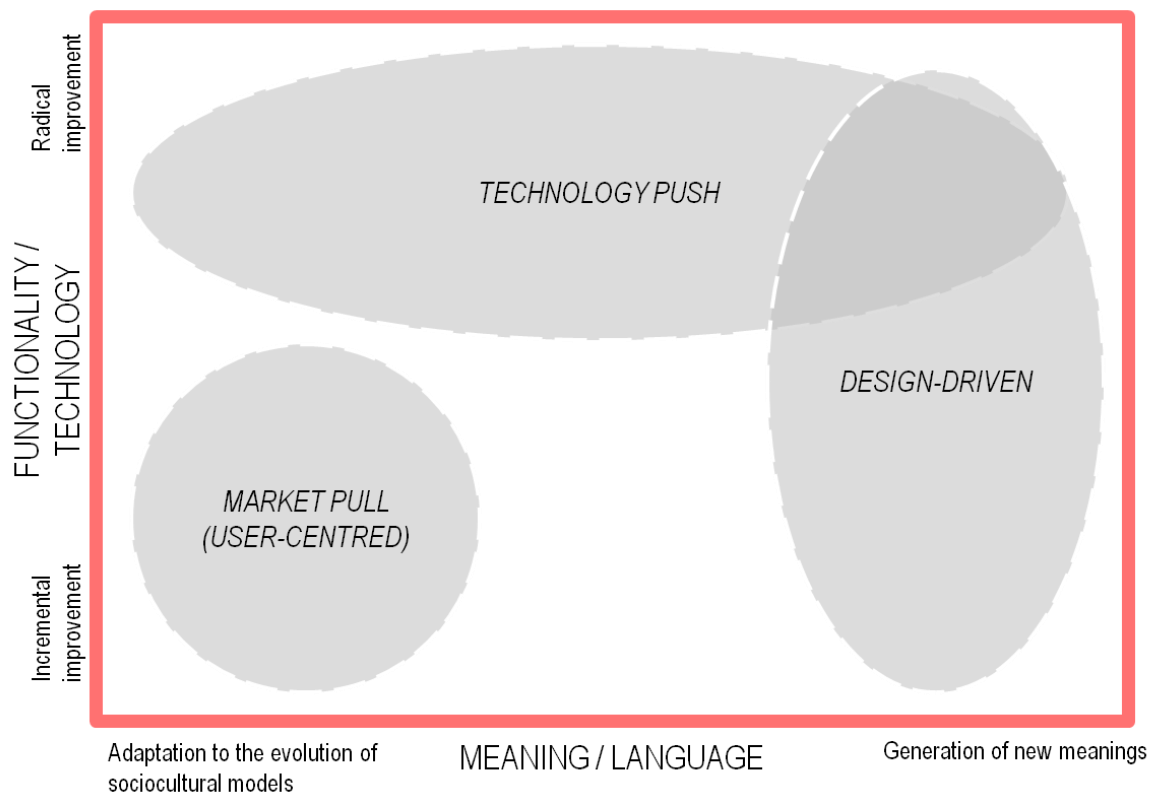 Radical
improvement
TECHNOLOGY PUSH
FUNCTIONALITY /
TECHNOLOGY
DESIGN-DRIVEN
MARKET PULL
(USER-CENTRED)
Incremental
improvement
Adaptation to the evolution of
sociocultural models
MEANING / LANGUAGE
Generation of new meanings